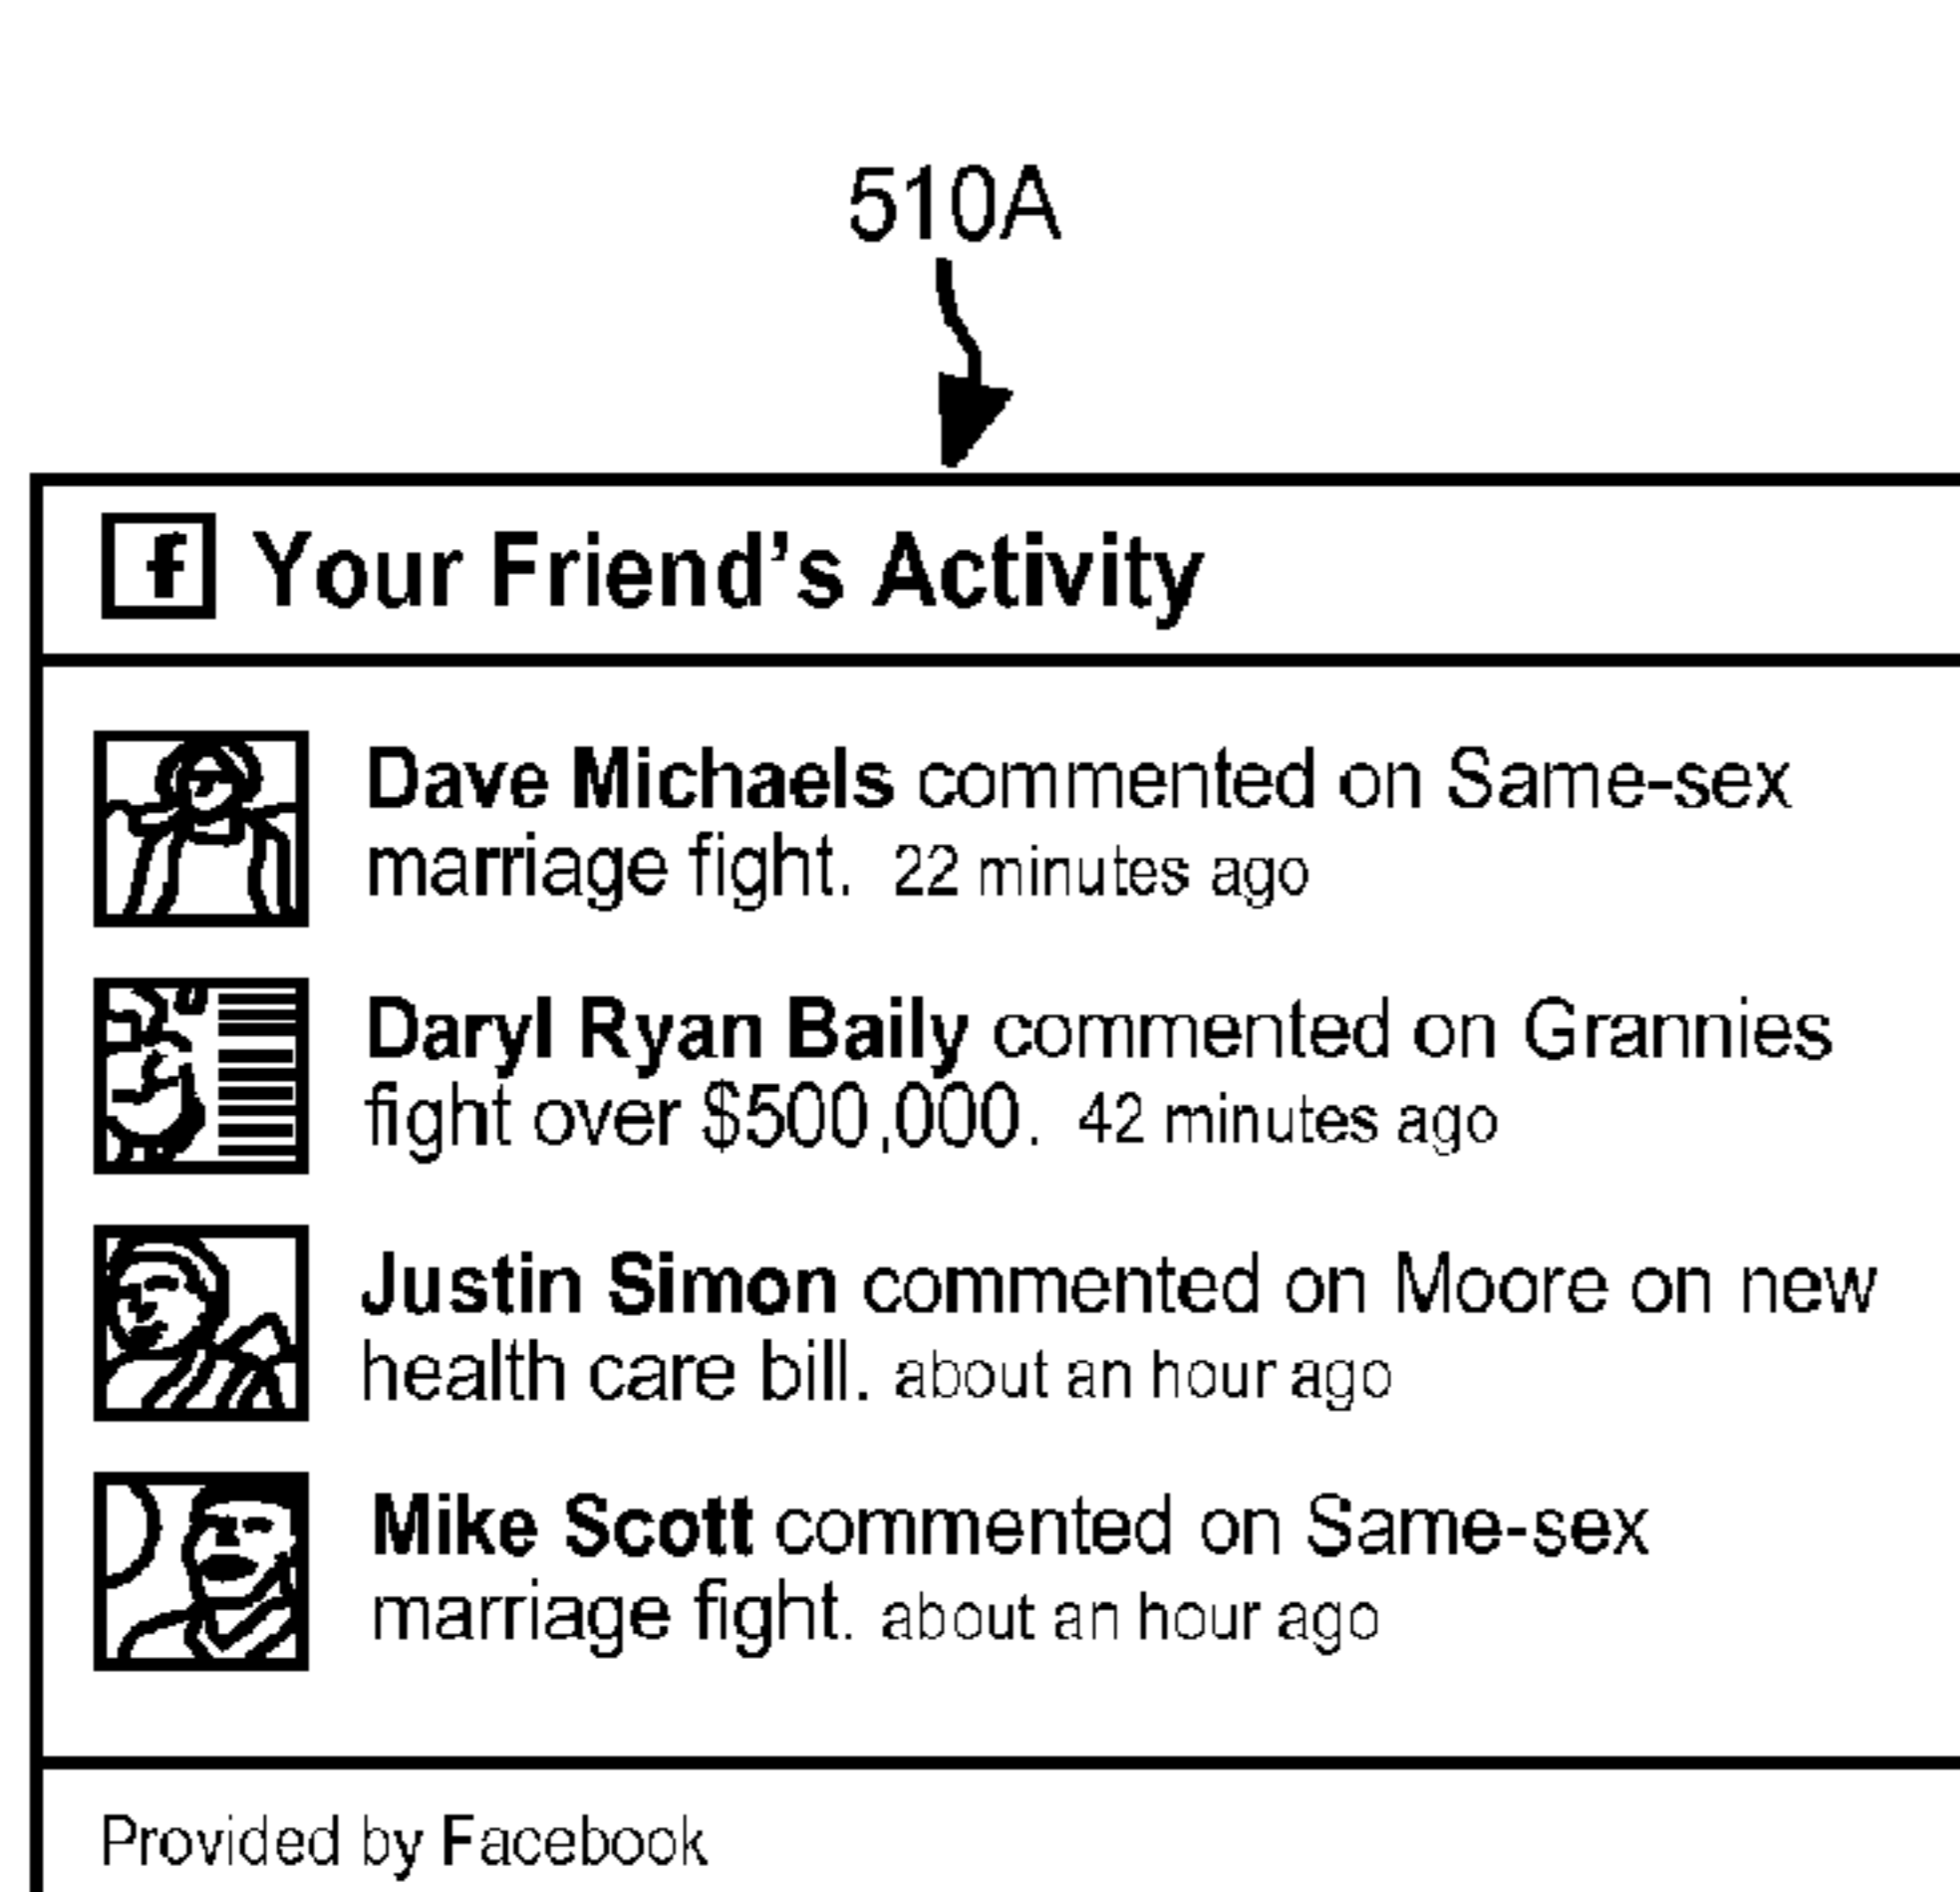 510A
f Your Friend's Activity
Dave Michaels commented on Same-sex
marriage fight. 22 minutes ago
Daryl Ryan Baily commented on Grannies
fight over $500,000. 42 minutes ago
Justin Simon commented on Moore on new
health care bill. about an hour ago
Mike Scott commented on Same-sex
marriage fight. about an hour ago
Provided by Facebook